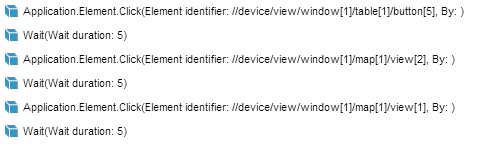 Application.Element.Click(Element identifier: //device/view/window[1]/table[1]/button[5], By: )
Wait(Wait duration: 5)
Application.Element.Click(Element identifier: //device/view/window[1]/map[1]/view[2], By: )
Wait(Wait duration: 5)
Application.Element.Click(Element identifier: //device/view/window[1]/map[1]/view[1], By: )
Wait(Wait duration: 5)